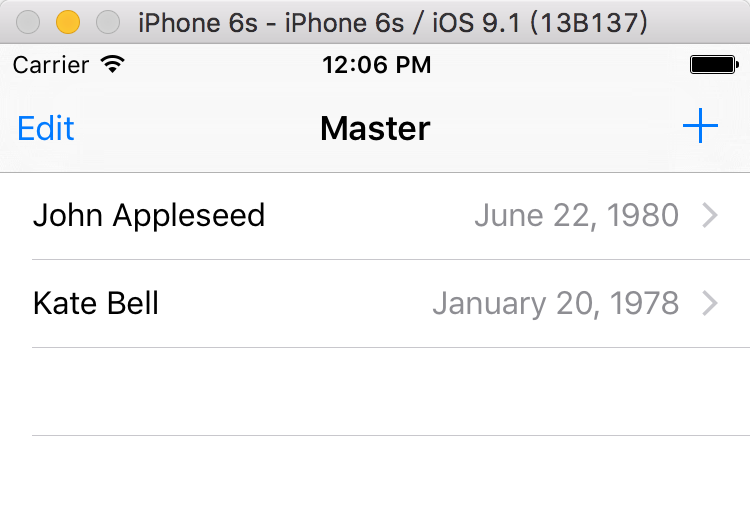 iPhone 6s - iPhone 6s / iOS 9.1 (13B137)
Carrier 12:06 PM
Edit Master +
John Appleseed June 22, 1980
Kate Bell January 20, 1978